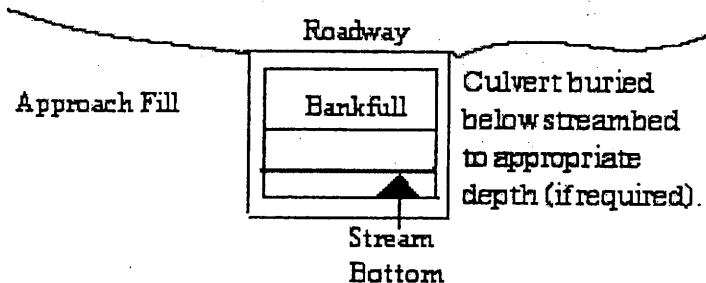 Roadway
Approach Fill
Bankfull
Culvert buried
below streambed
to appropriate
depth (if required).
Stream
Bottom